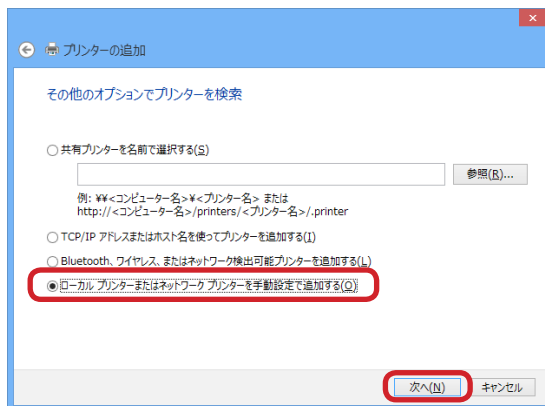 プリンターの追加
その他のオプションでプリンターを検索
共有プリンターを名前で選択する(S)
参照(R)...
例: ¥¥<コンピューター名>¥<プリンター名> または
http://<コンピューター名>/printers/<プリンター名>/.printer
TCP/IP アドレスまたはホスト名を使ってプリンターを追加する(I)
Bluetooth、ワイヤレス、またはネットワーク検出可能プリンターを追加する(L)
ローカル プリンターまたはネットワーク プリンターを手動設定で追加する(O)
次へ(N) キャンセル